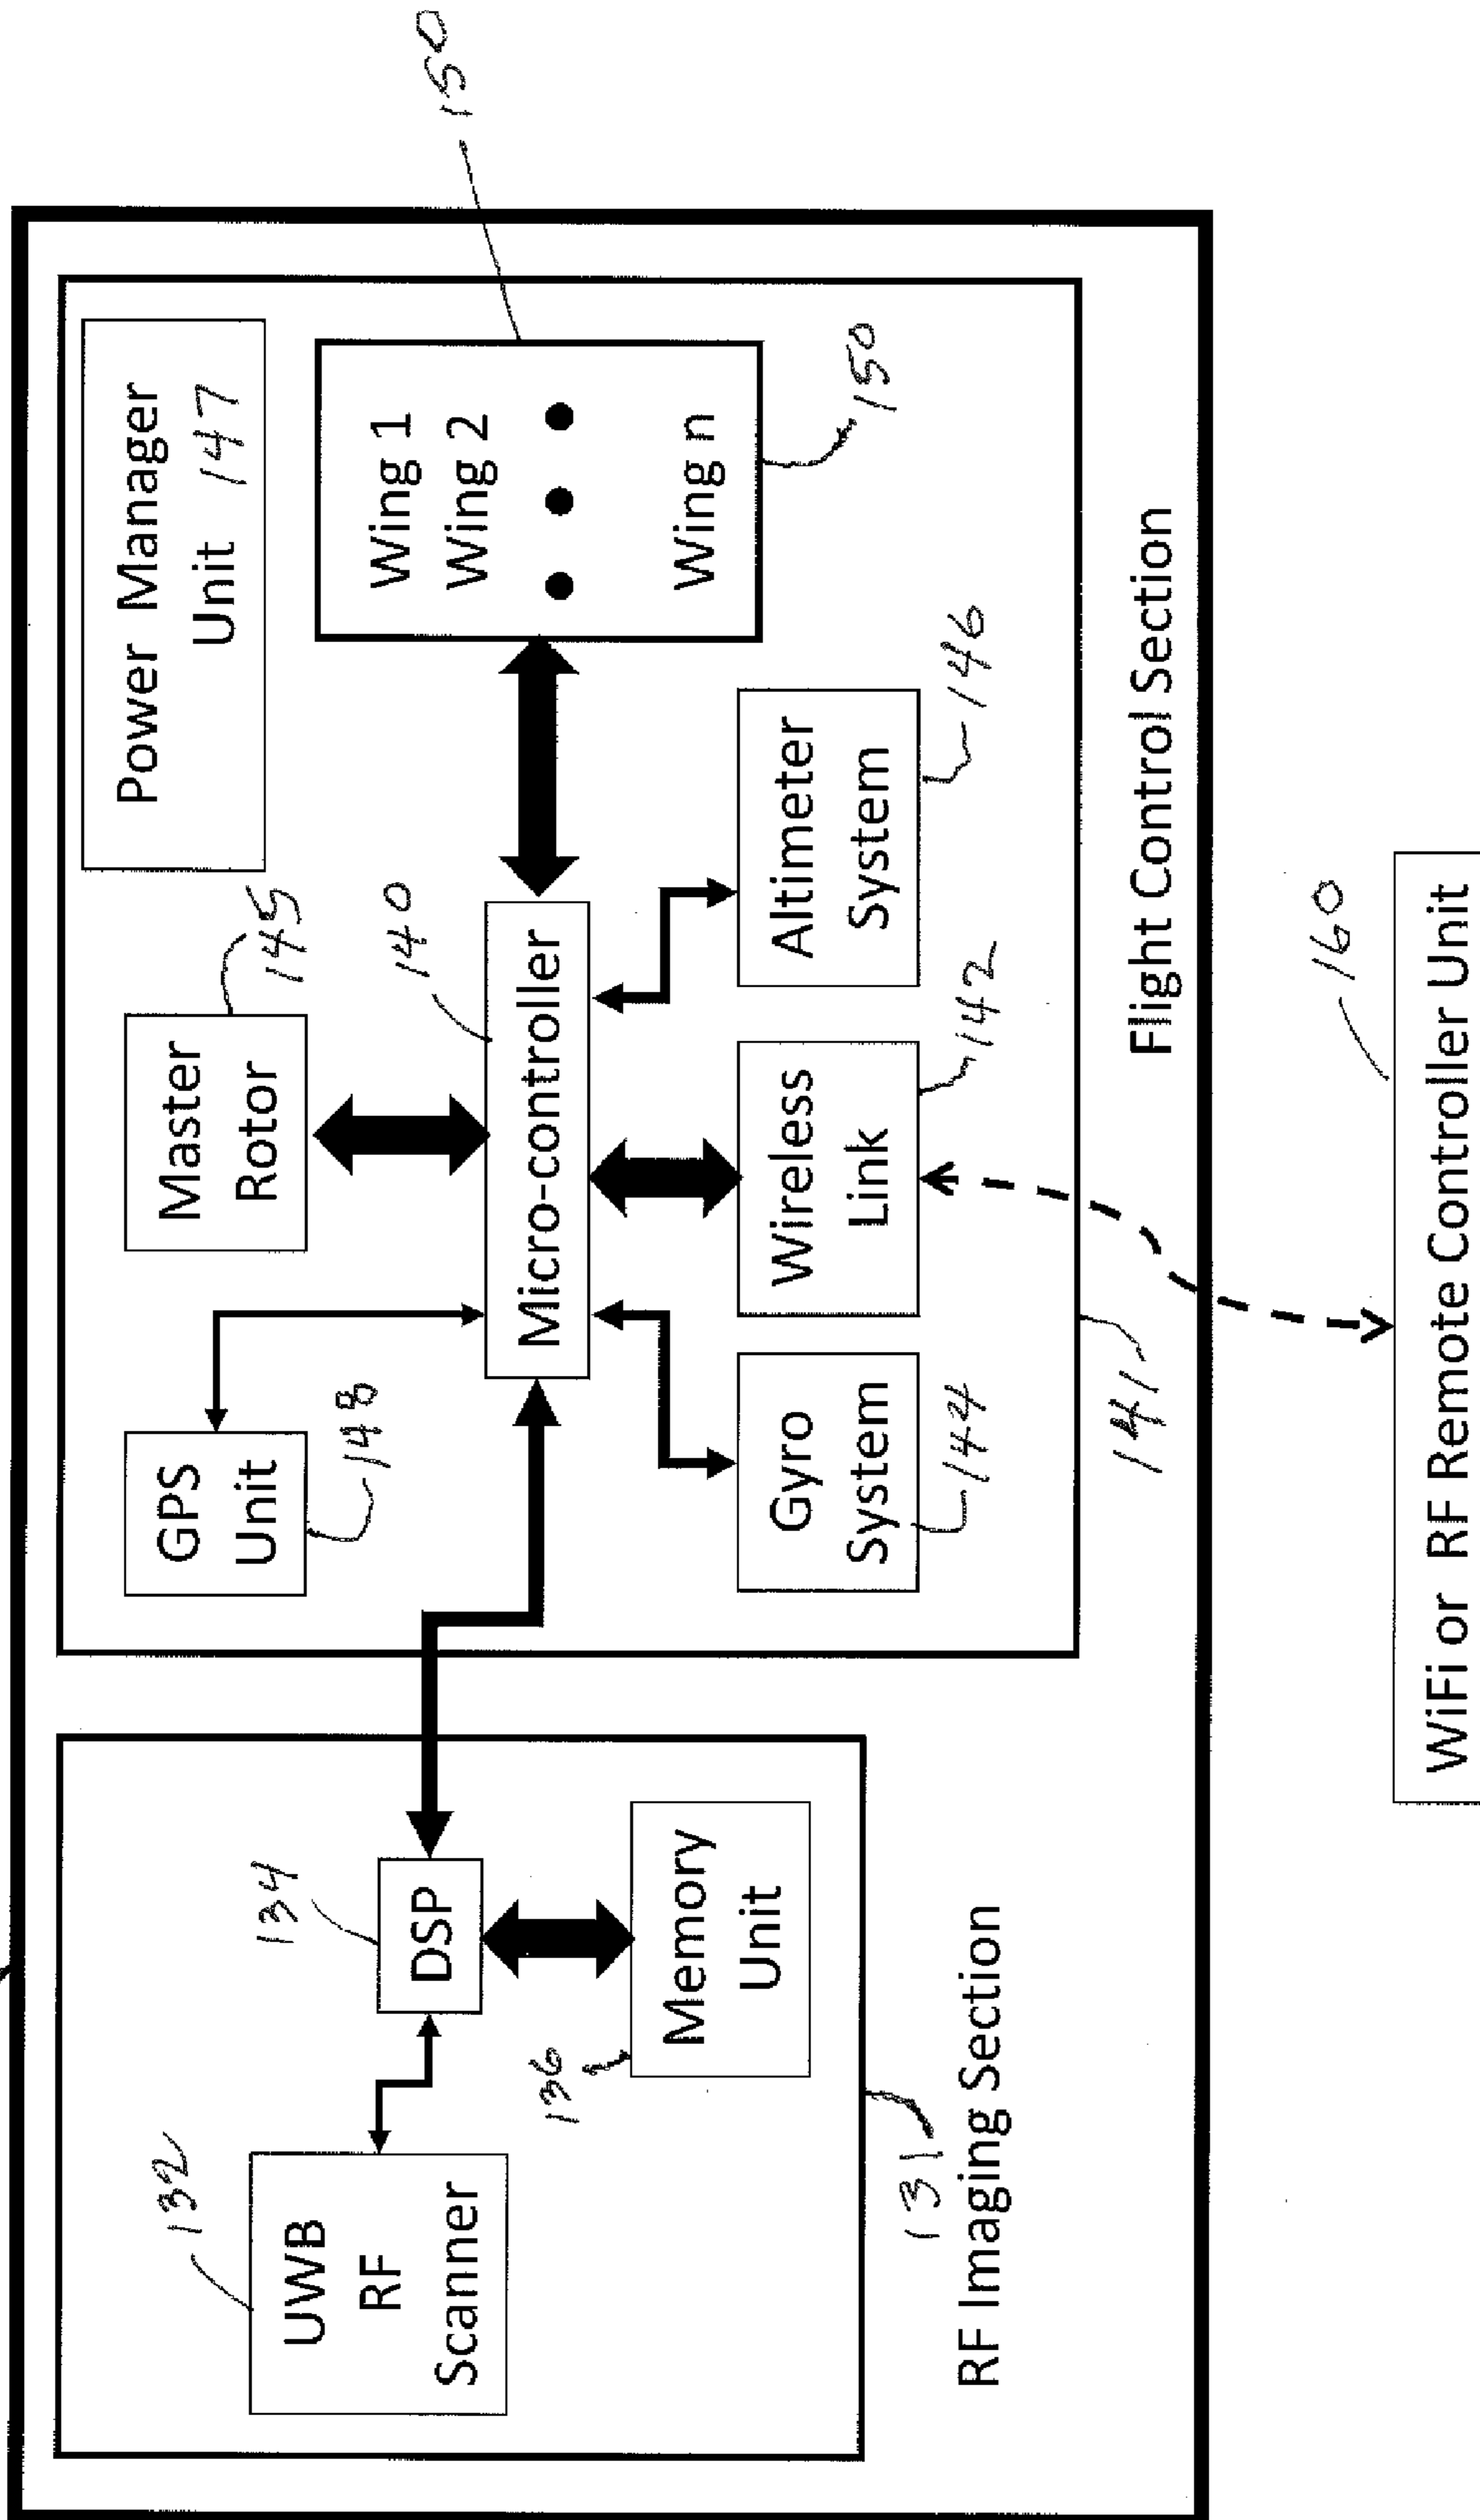 132
UWB
RF
Scanner
134
DSP
136
Memory
Unit
131
RF Imaging Section
GPS
Unit
148
Master
Rotor
145
Power Manager
Unit 147
140
Micro-controller
150
Wing 1
Wing 2
Wing n
150
Gyro
System
144
Wireless
Link
142
Altimeter
System
146
141
Flight Control Section
160
WiFi or RF Remote Controller Unit